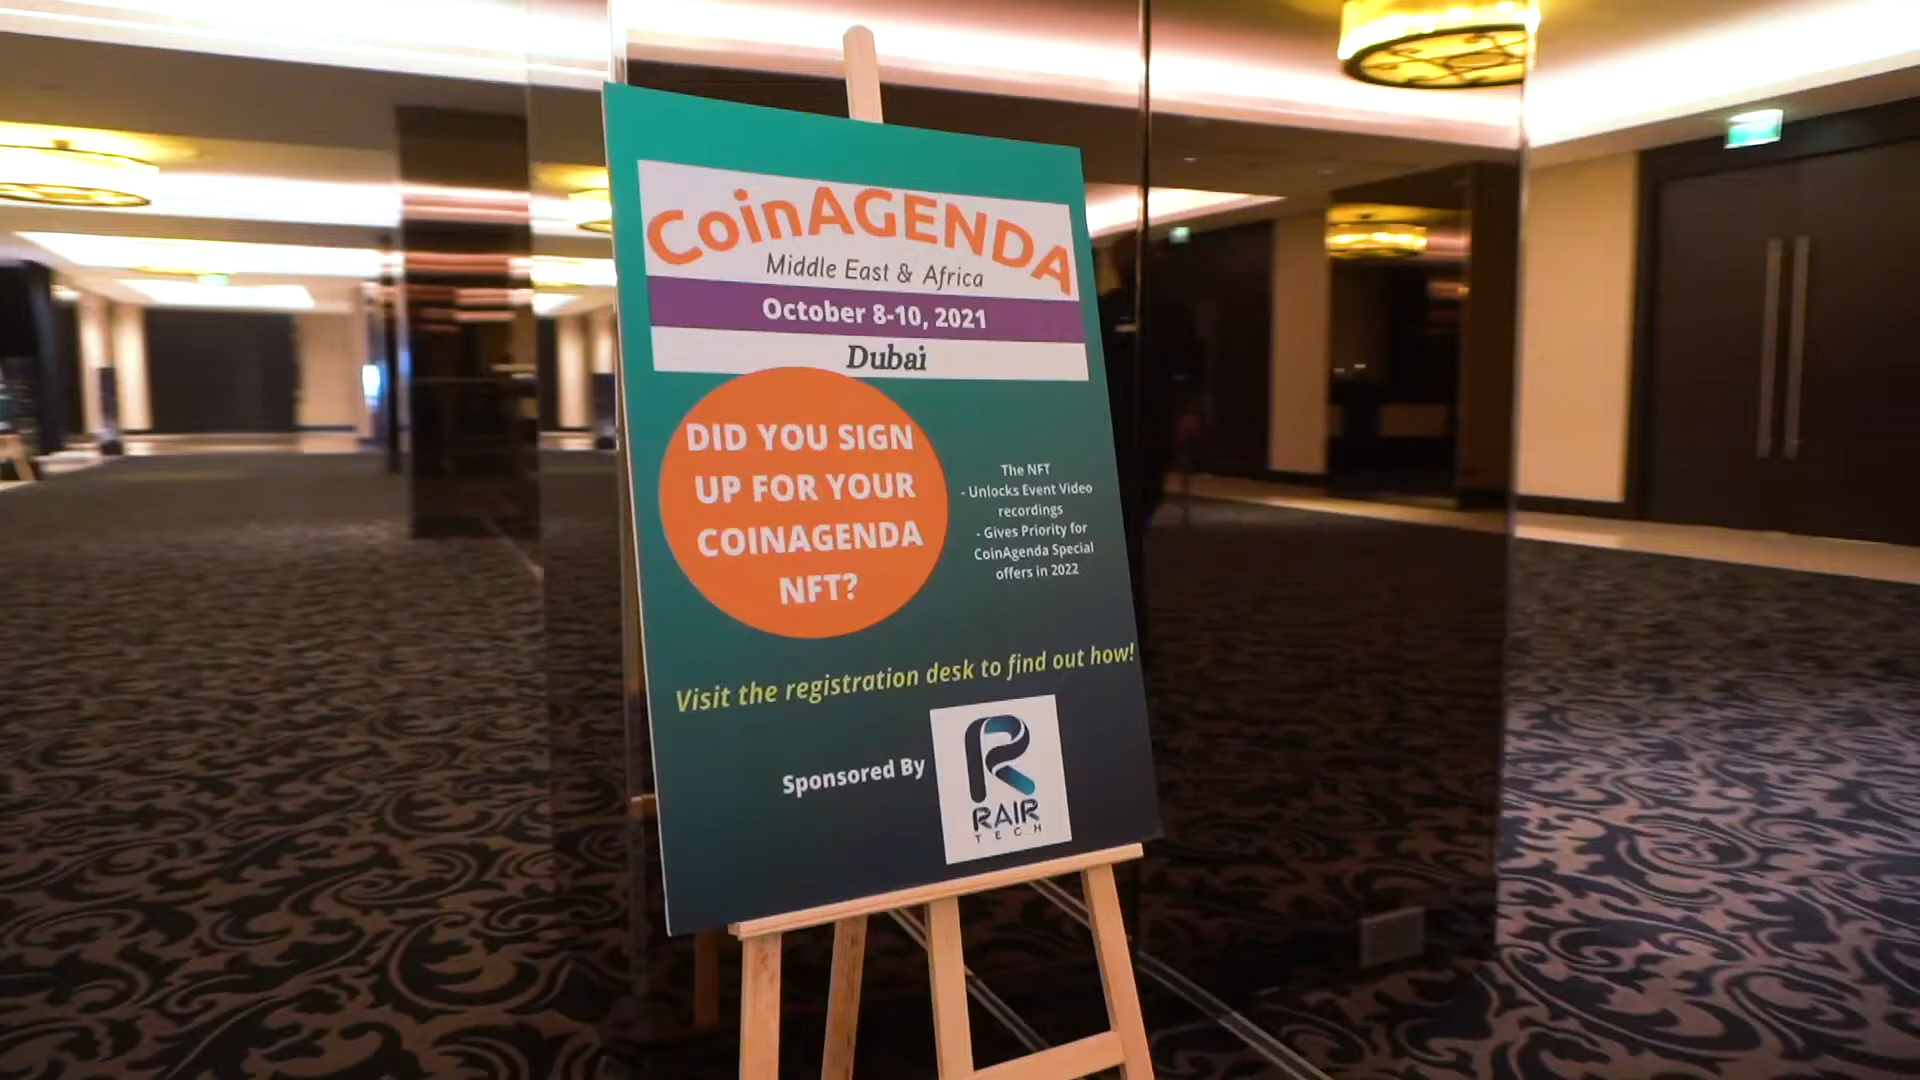 CoinAGENDA
Middle East & Africa
October 8-10, 2021
Dubai
DID YOU SIGN
UP FOR YOUR
COINAGENDA
NFT?
The NFT
- Unlocks Event Video
recordings
- Gives Priority for
CoinAgenda Special
offers in 2022
Visit the registration desk to find out how!
Sponsored By
RAIR
TECH